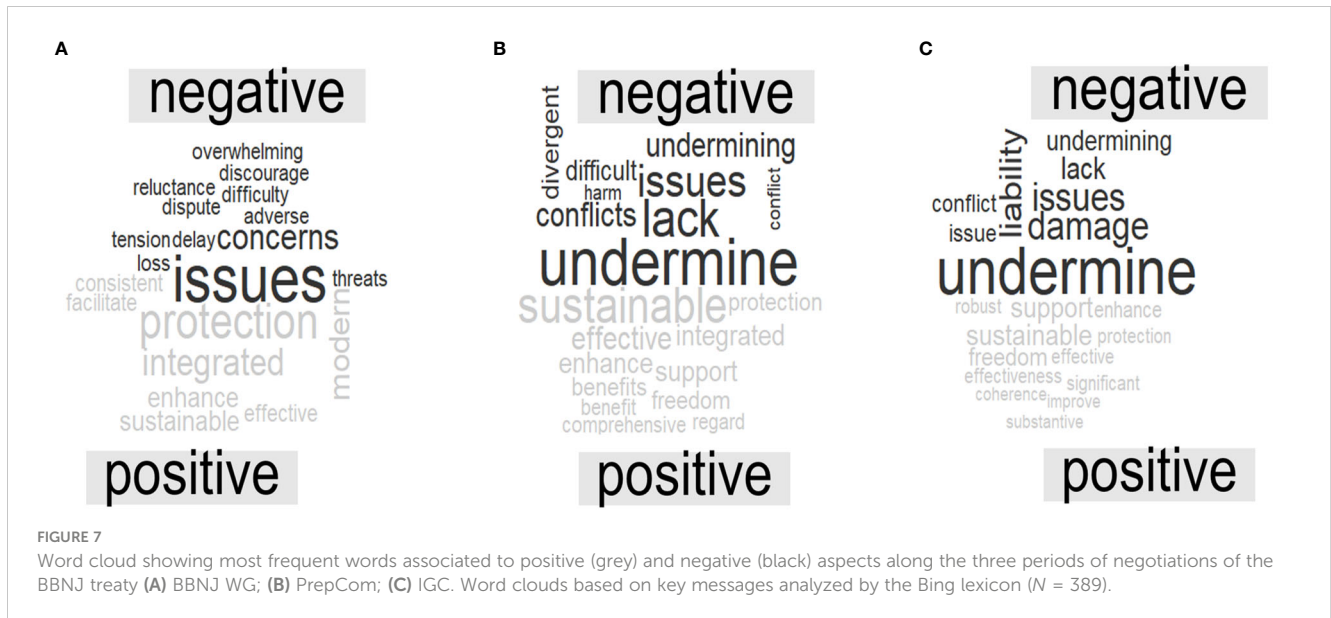 A
negative
overwhelming
discourage
reluctance difficulty
dispute adverse
tension delay concerns
loss issues threats
consistent
facilitate
protection modern
integrated
enhance
sustainable effective
positive
B
negative
divergent undermining
difficult issues conflict
harm
conflicts lack
undermine
sustainable protection
effective integrated
enhance support
benefits
benefit freedom
comprehensive regard
positive
C
negative
liability undermining
lack
conflict issues
issue damage
undermine
robust support enhance
sustainable protection
freedom effective
effectiveness significant
coherence improve
substantive
positive
FIGURE 7
Word cloud showing most frequent words associated to positive (grey) and negative (black) aspects along the three periods of negotiations of the
BBNJ treaty (A) BBNJ WG; (B) PrepCom; (C) IGC. Word clouds based on key messages analyzed by the Bing lexicon (N = 389).